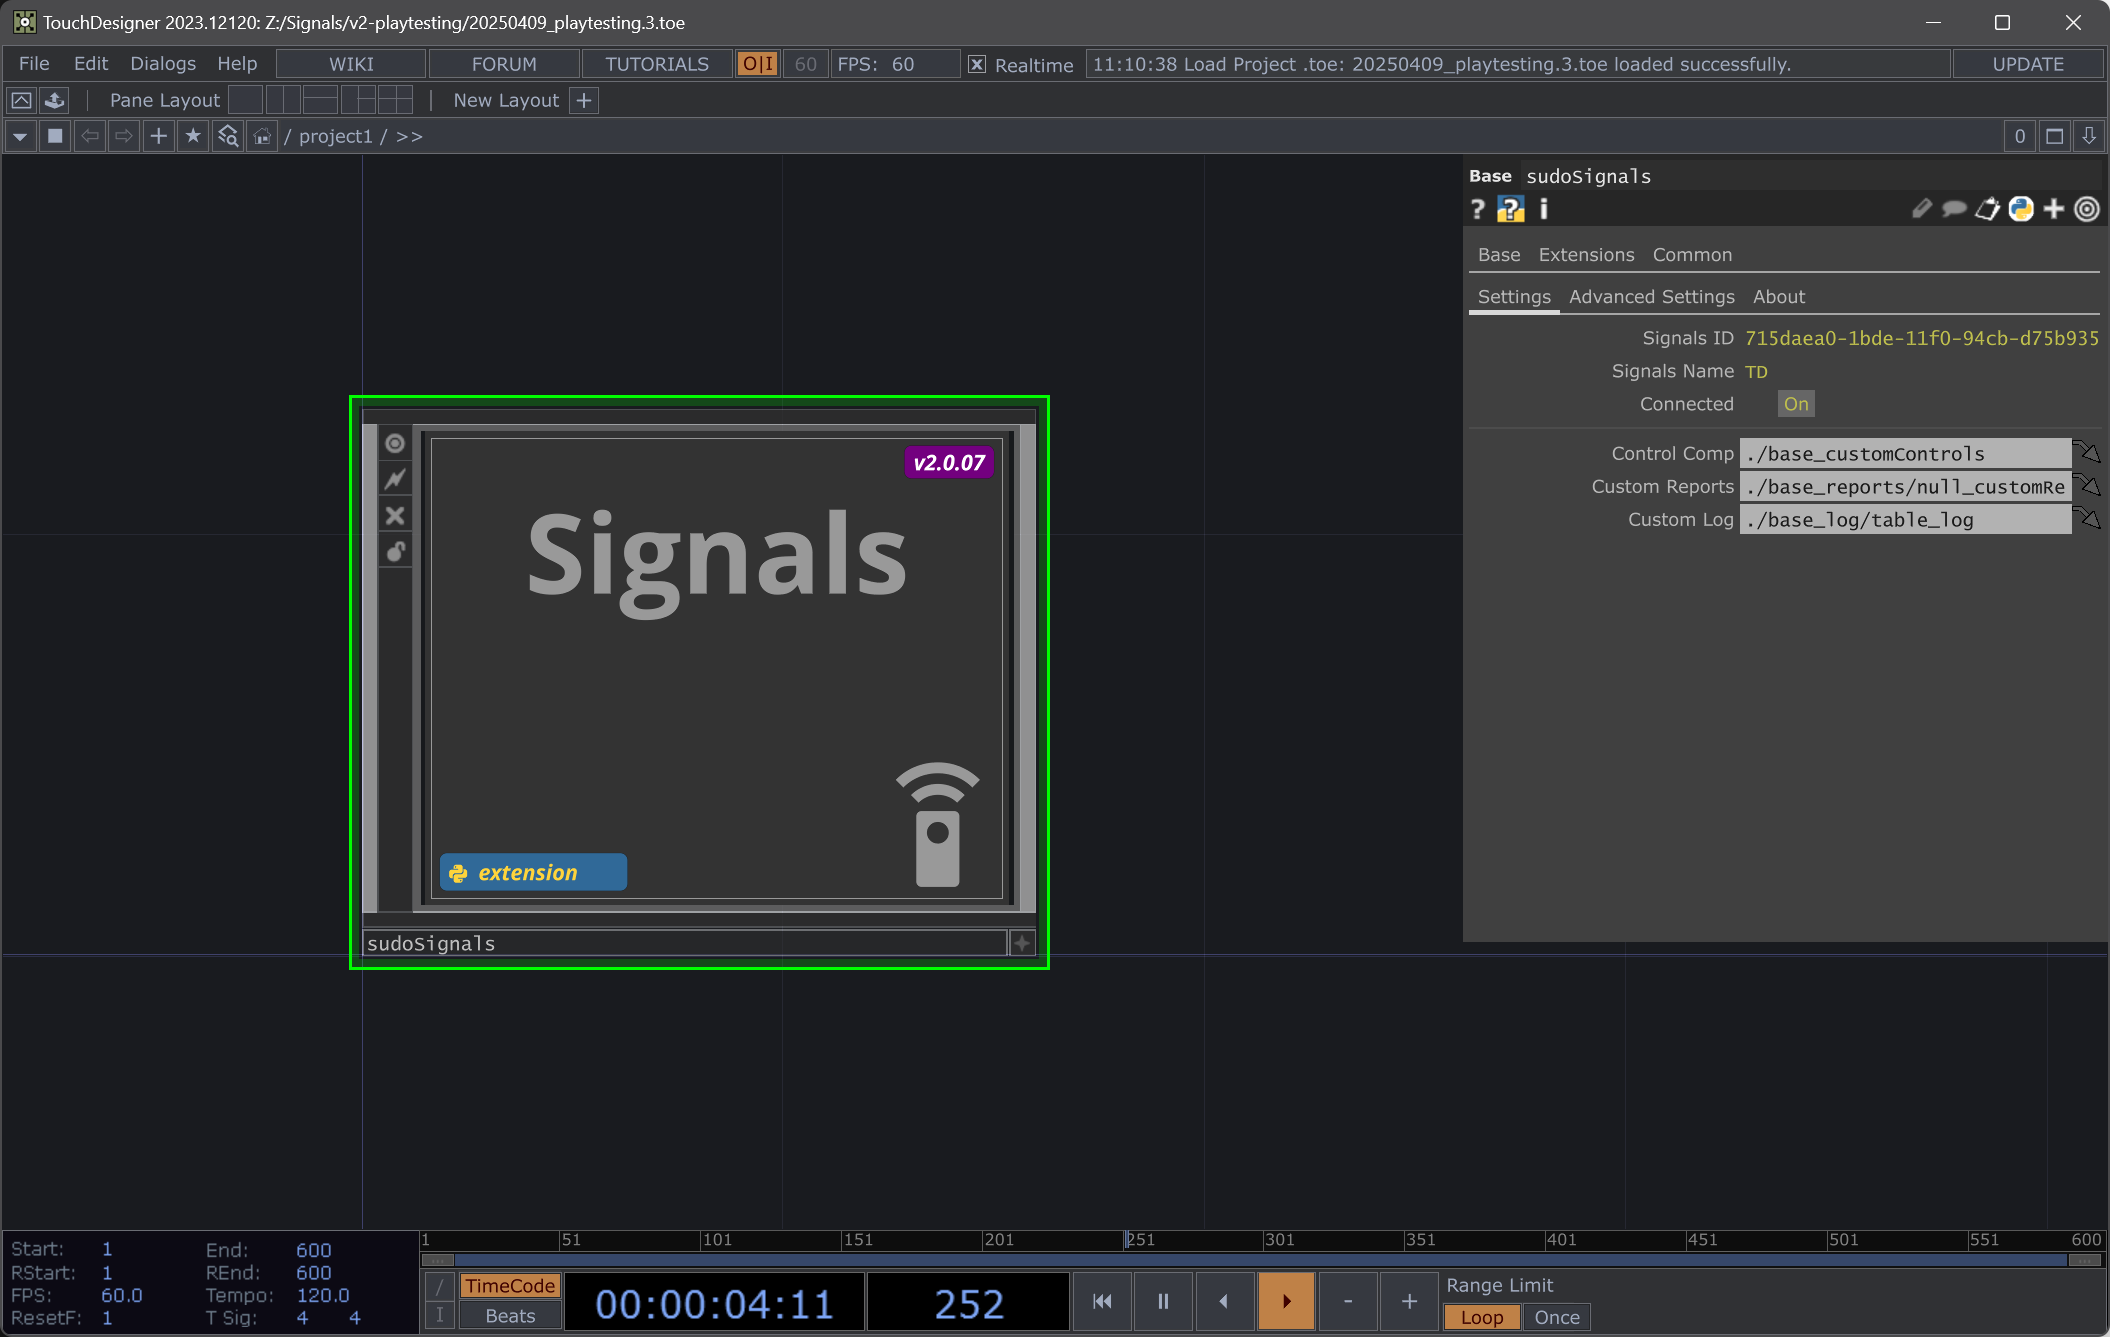 TouchDesigner 2023.12120: Z:/Signals/v2-playtesting/20250409_playtesting.3.toe
File Edit Dialogs Help WIKI FORUM TUTORIALS O|I 60 FPS: 60 X Realtime 11:10:38 Load Project .toe: 20250409_playtesting.3.toe loaded successfully. UPDATE
Pane Layout New Layout +
/ project1 / >> 0
Base sudoSignals
? ? i
Base Extensions Common
Settings Advanced Settings About
Signals ID 715daea0-1bde-11f0-94cb-d75b935
Signals Name TD
Connected On
Control Comp ./base_customControls
Custom Reports ./base_reports/null_customRe
Custom Log ./base_log/table_log
v2.0.07
Signals
extension
sudoSignals
1 51 101 151 201 251 301 351 401 451 501 551 600
Start: 1 End: 600
RStart: 1 REnd: 600
FPS: 60.0 Tempo: 120.0
ResetF: 1 T Sig: 4 4
/ TimeCode
I Beats
00:00:04:11 252 - +
Range Limit
Loop Once